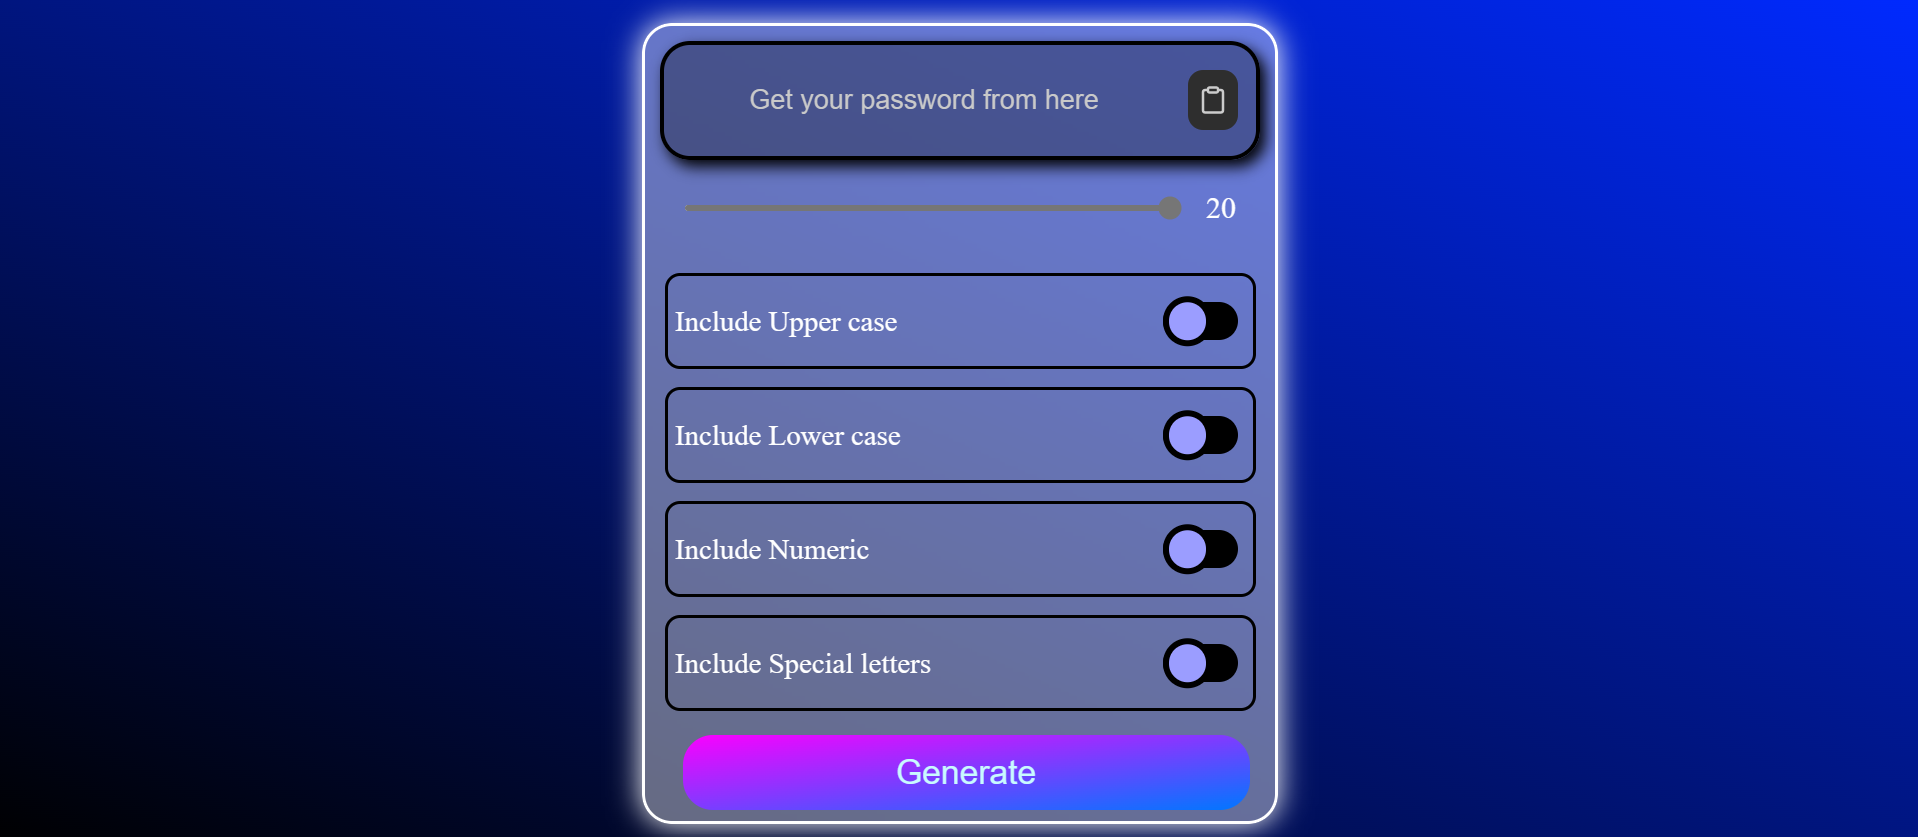 Get your password from here
20
Include Upper case
Include Lower case
Include Numeric
Include Special letters
Generate